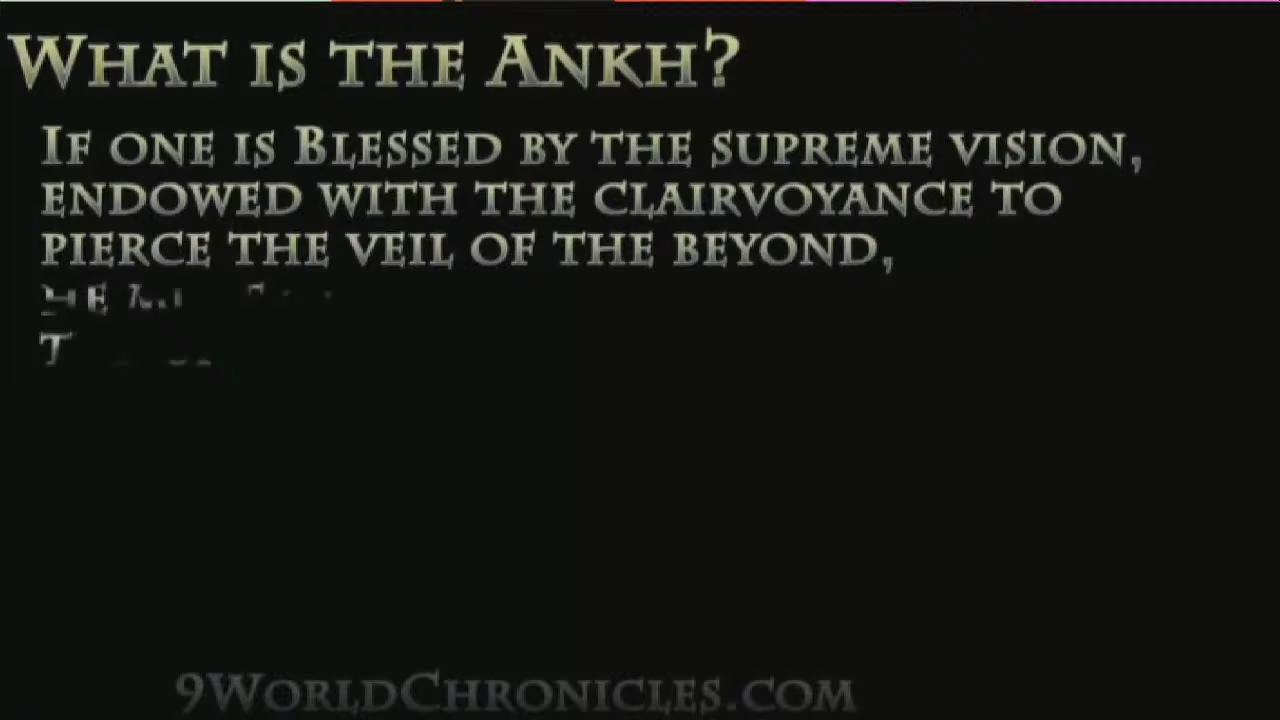 What is the Ankh?
If one is Blessed by the supreme vision,
endowed with the clairvoyance to
pierce the veil of the beyond,
9WorldChronicles.com